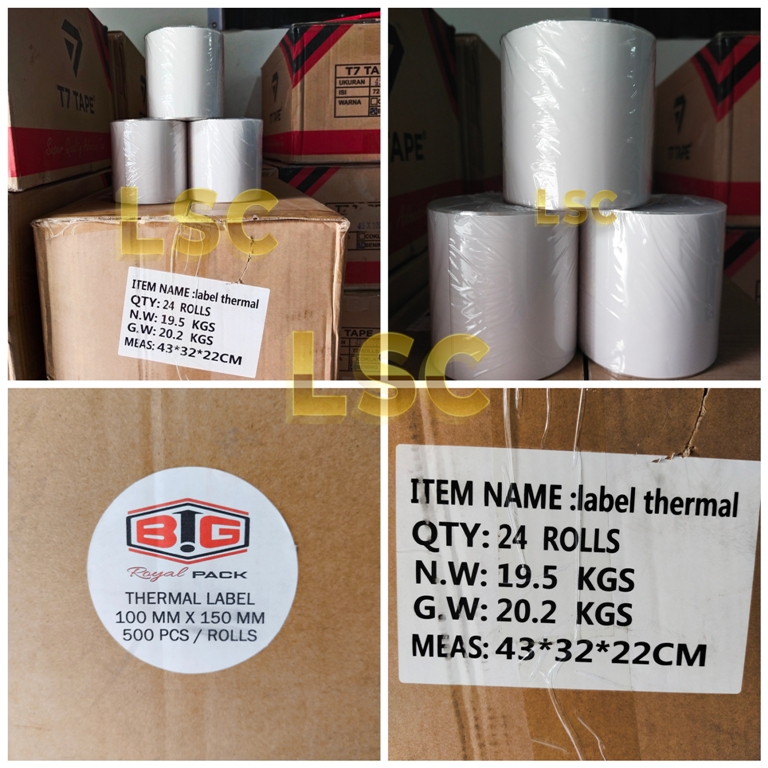 T7 TAPE
T7 TA
UKURAN
ISI
72
WARNA
LSC
ITEM NAME :label thermal
QTY: 24 ROLLS
N.W: 19.5 KGS
G.W: 20.2 KGS
MEAS: 43*32*22CM
TAPE
APE
T7 TAPE
LSC
LSC
B!G
Royal PACK
THERMAL LABEL
100 MM X 150 MM
500 PCS / ROLLS
ITEM NAME :label thermal
QTY: 24 ROLLS
N.W: 19.5 KGS
G.W: 20.2 KGS
MEAS: 43*32*22CM